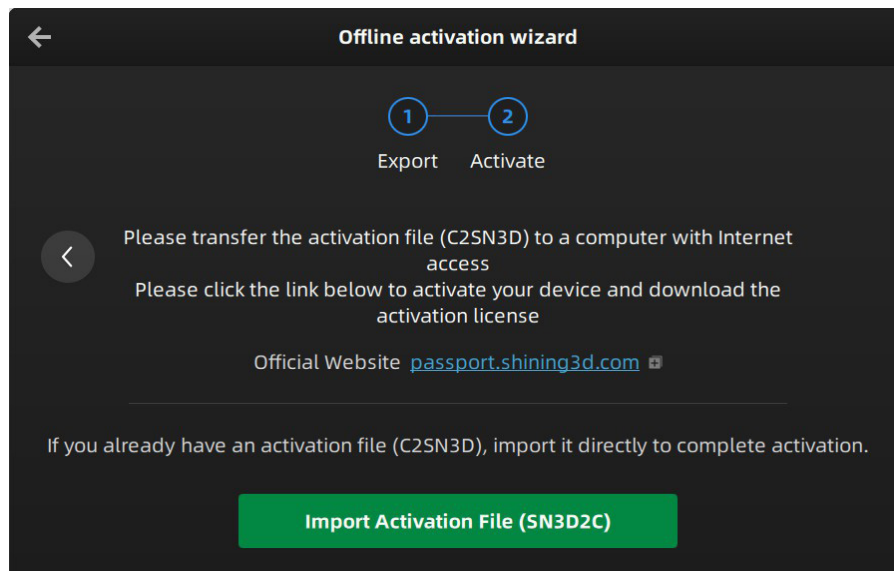 Offline activation wizard
1 2
Export Activate
Please transfer the activation file (C2SN3D) to a computer with Internet
access
Please click the link below to activate your device and download the
activation license
Official Website passport.shining3d.com
If you already have an activation file (C2SN3D), import it directly to complete activation.
Import Activation File (SN3D2C)